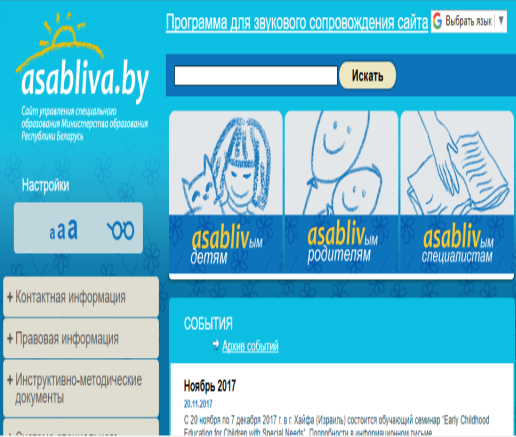 Программа для звукового сопровождения сайта
Выбрать язык ▼
asabliva.by
Сайт управления специального
образования Министерства образования
Республики Беларусь
Искать
Настройки
aaa
asablivым
детям
asablivым
родителям
asablivым
специалистам
+ Контактная информация
+ Правовая информация
+ Инструктивно-методические
документы
СОБЫТИЯ
Архив событий
Ноябрь 2017
20.11.2017
С 20 ноября по 7 декабря 2017 г. в г. Хайфа (Израиль) состоится обучающий семинар "Early Childhood
Education for Children with Special Needs". Подробности в информационном письме
+ Система специального